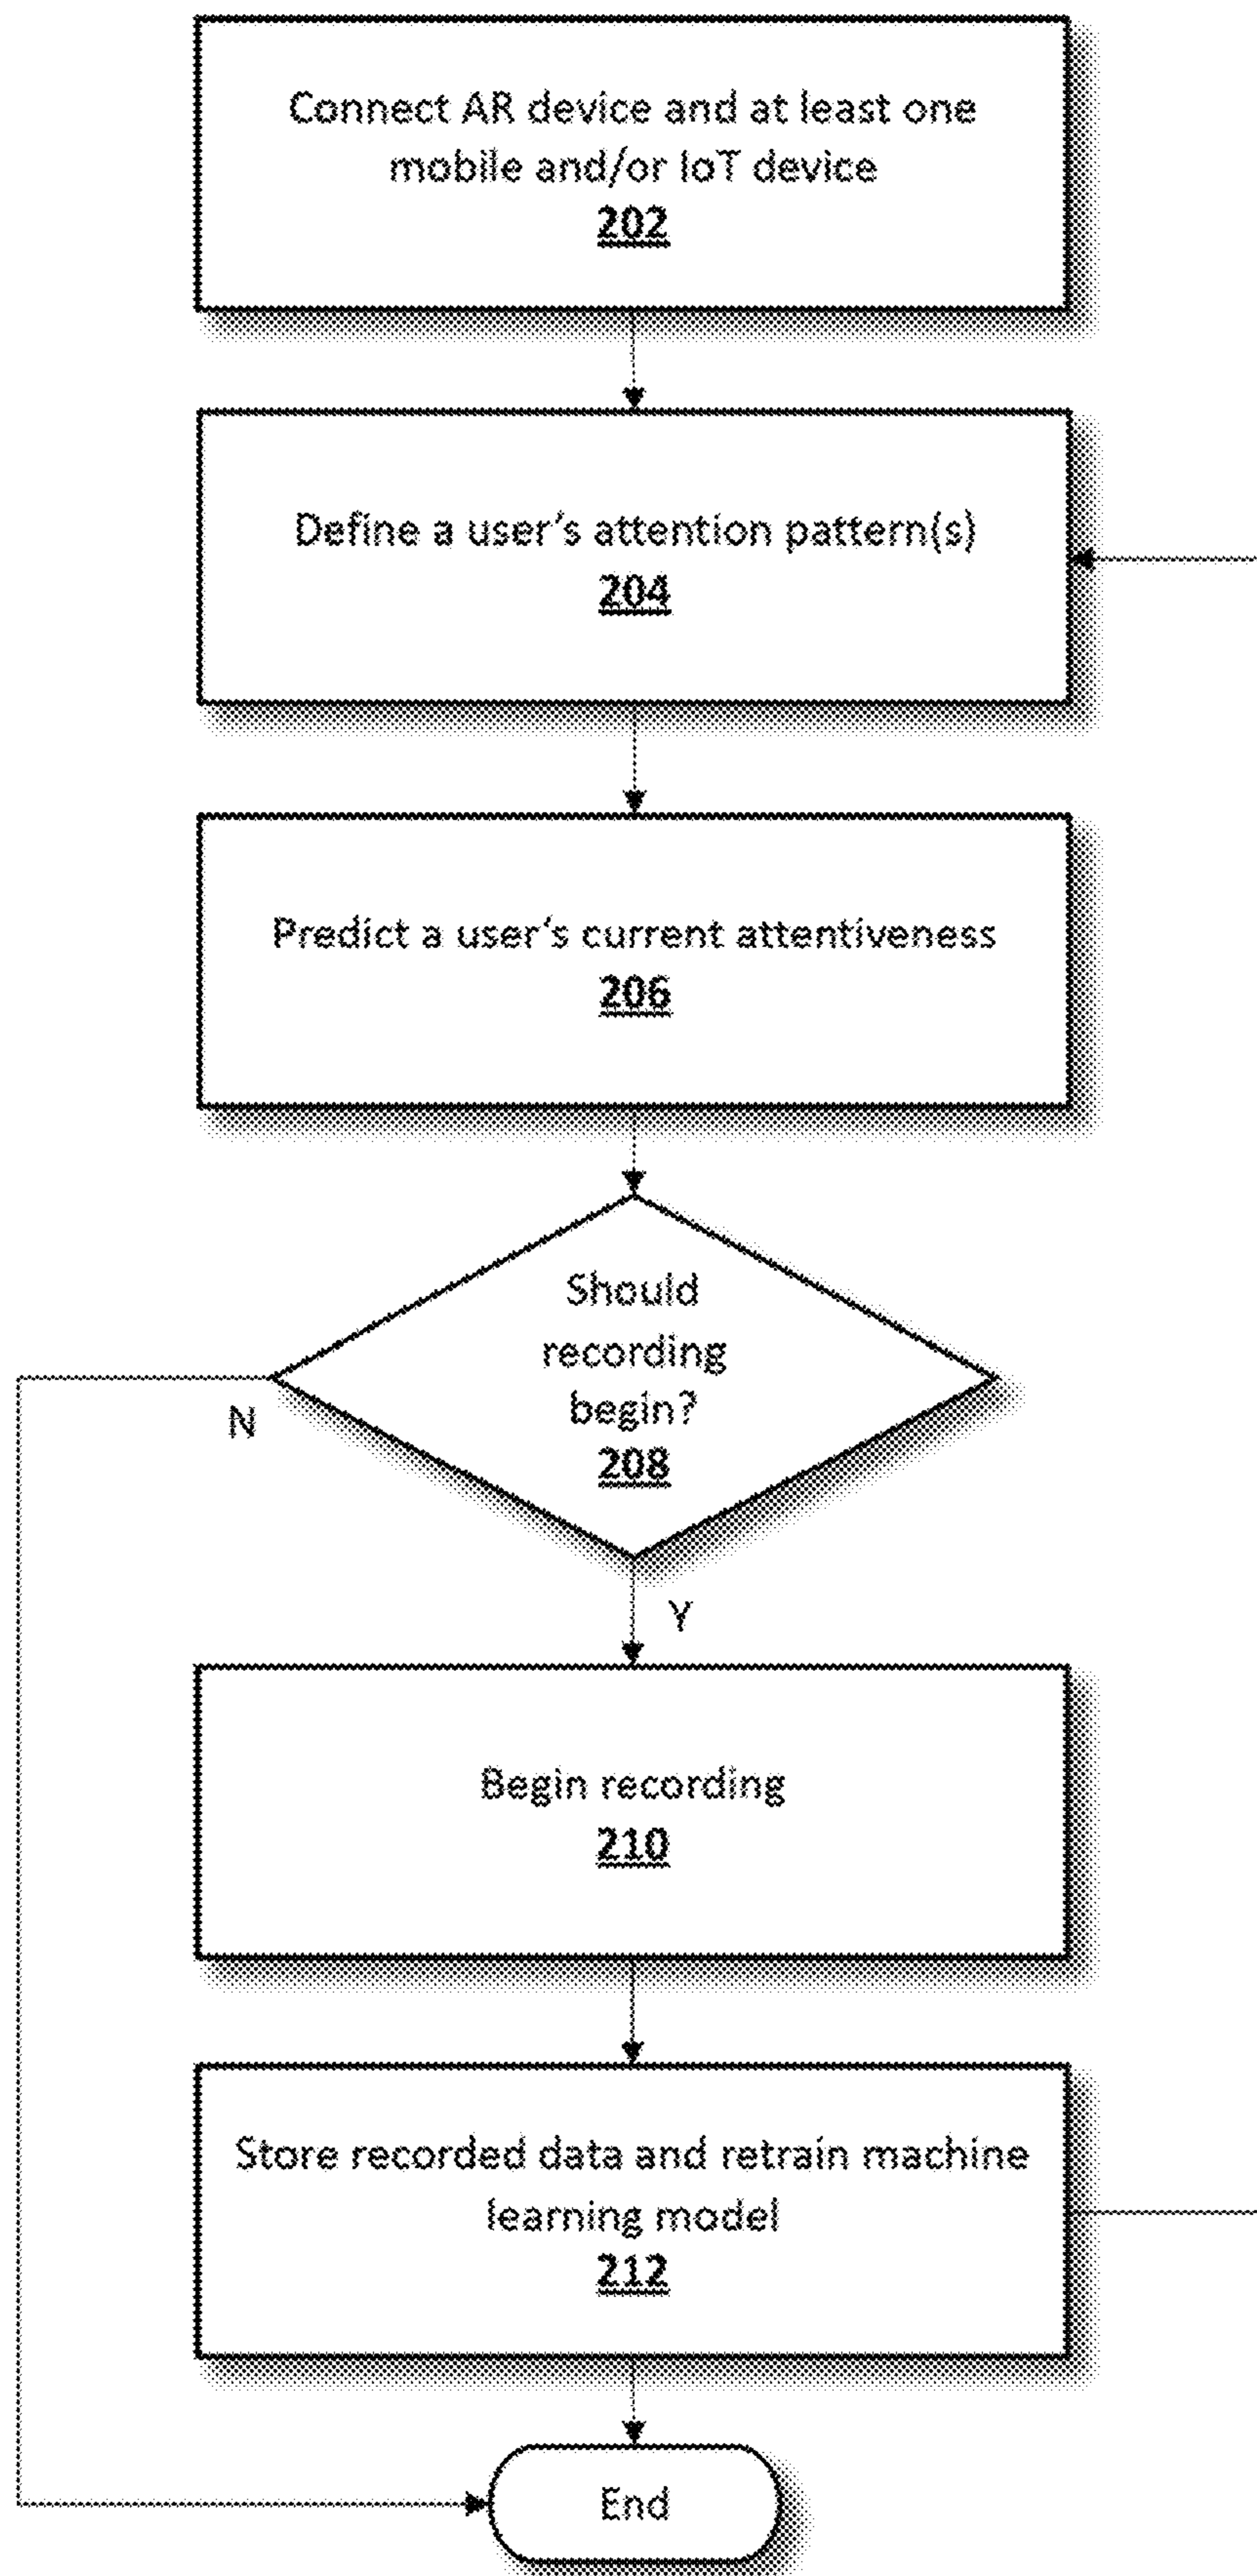 Connect AR device and at least one
mobile and/or IoT device
202
Define a user's attention pattern(s)
204
Predict a user's current attentiveness
206
Should
recording
begin?
208
N
Y
Begin recording
210
Store recorded data and retrain machine
learning model
212
End